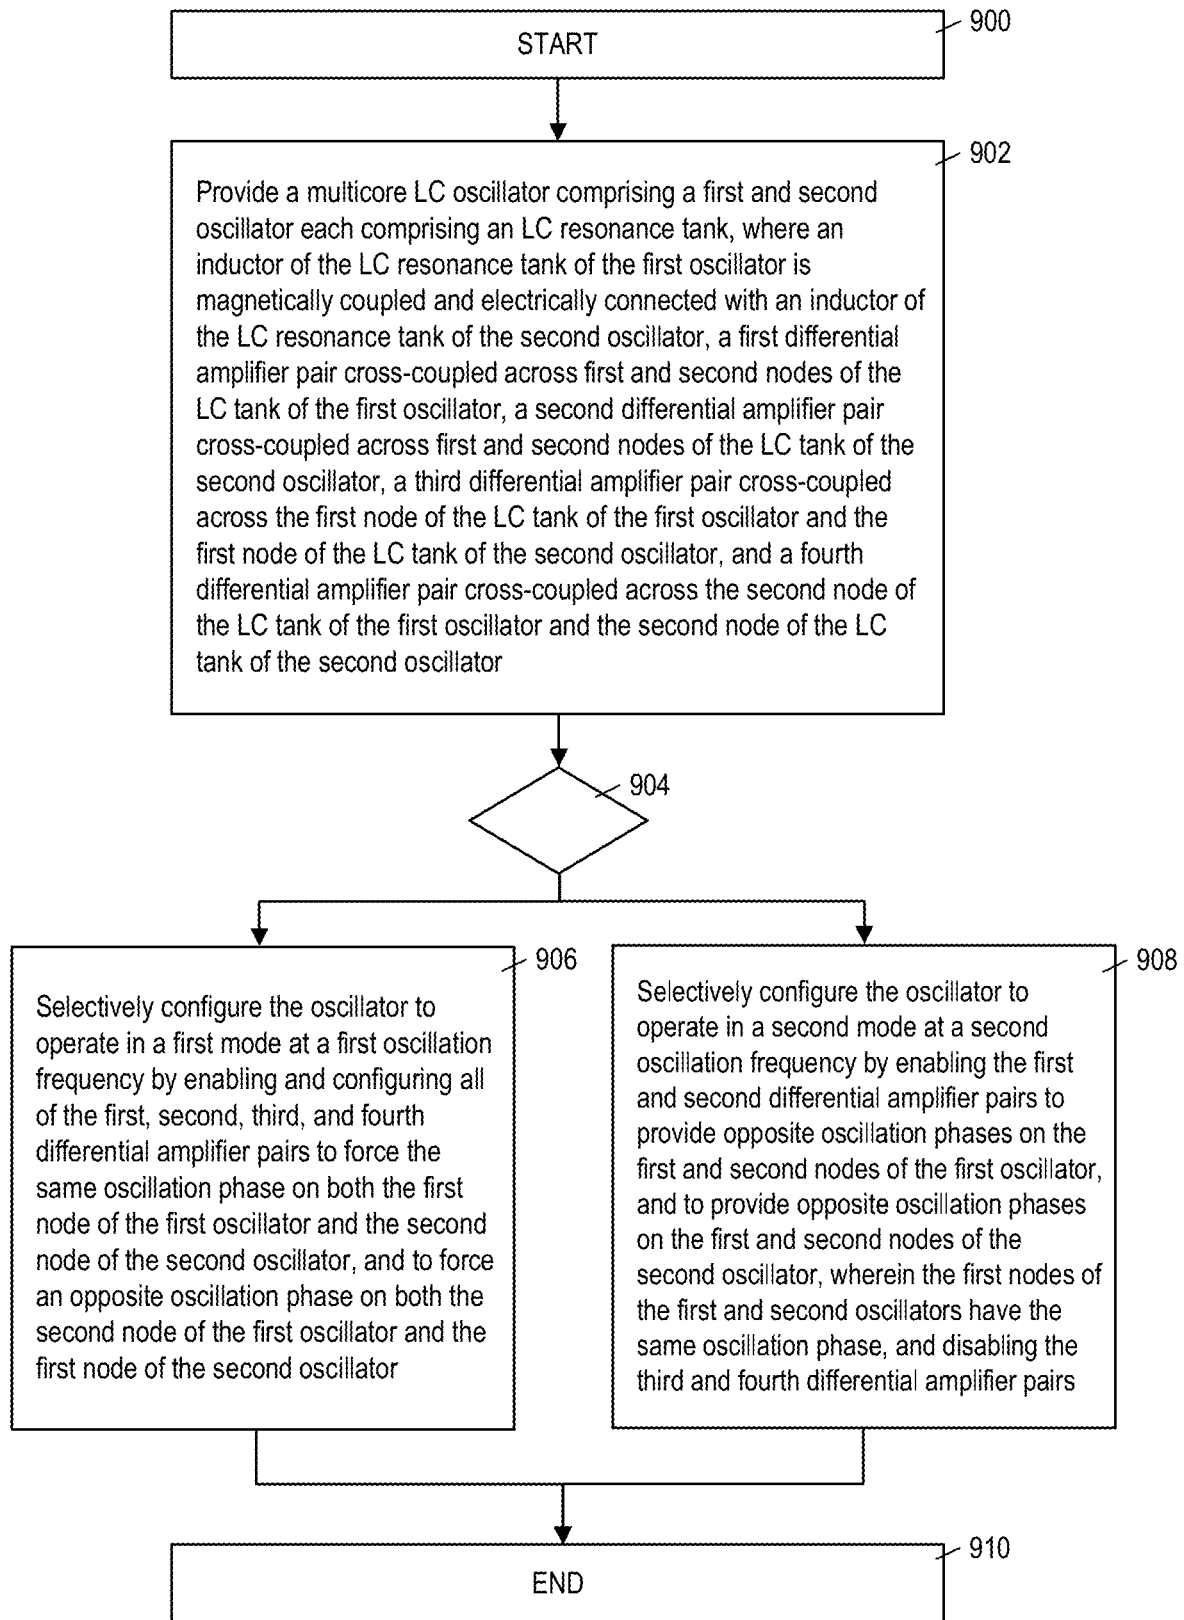 900
START
902
Provide a multicore LC oscillator comprising a first and second
oscillator each comprising an LC resonance tank, where an
inductor of the LC resonance tank of the first oscillator is
magnetically coupled and electrically connected with an inductor of
the LC resonance tank of the second oscillator, a first differential
amplifier pair cross-coupled across first and second nodes of the
LC tank of the first oscillator, a second differential amplifier pair
cross-coupled across first and second nodes of the LC tank of the
second oscillator, a third differential amplifier pair cross-coupled
across the first node of the LC tank of the first oscillator and the
first node of the LC tank of the second oscillator, and a fourth
differential amplifier pair cross-coupled across the second node of
the LC tank of the first oscillator and the second node of the LC
tank of the second oscillator
904
906
Selectively configure the oscillator to
operate in a first mode at a first oscillation
frequency by enabling and configuring all
of the first, second, third, and fourth
differential amplifier pairs to force the
same oscillation phase on both the first
node of the first oscillator and the second
node of the second oscillator, and to force
an opposite oscillation phase on both the
second node of the first oscillator and the
first node of the second oscillator
908
Selectively configure the oscillator to
operate in a second mode at a second
oscillation frequency by enabling the first
and second differential amplifier pairs to
provide opposite oscillation phases on the
first and second nodes of the first oscillator,
and to provide opposite oscillation phases
on the first and second nodes of the
second oscillator, wherein the first nodes of
the first and second oscillators have the
same oscillation phase, and disabling the
third and fourth differential amplifier pairs
910
END